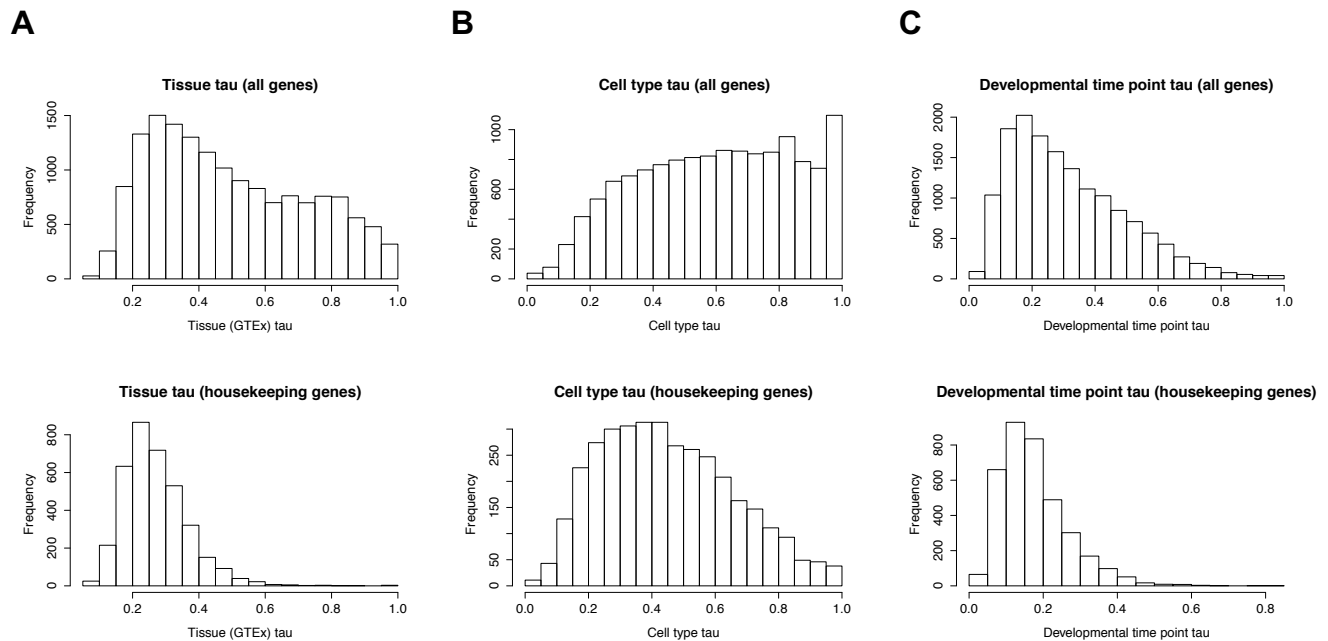 A
B
C
Tissue tau (all genes)
Frequency
0
500
1000
1500
0.2
0.4
0.6
0.8
1.0
Tissue (GTEx) tau
Cell type tau (all genes)
Frequency
0
200
600
1000
0.0
0.2
0.4
0.6
0.8
1.0
Cell type tau
Developmental time point tau (all genes)
Frequency
0
500
1000
1500
2000
0.0
0.2
0.4
0.6
0.8
1.0
Developmental time point tau
Tissue tau (housekeeping genes)
Frequency
0
200
400
600
800
0.2
0.4
0.6
0.8
1.0
Tissue (GTEx) tau
Cell type tau (housekeeping genes)
Frequency
0
50
150
250
0.0
0.2
0.4
0.6
0.8
1.0
Cell type tau
Developmental time point tau (housekeeping genes)
Frequency
0
200
400
600
800
0.0
0.2
0.4
0.6
0.8
Developmental time point tau